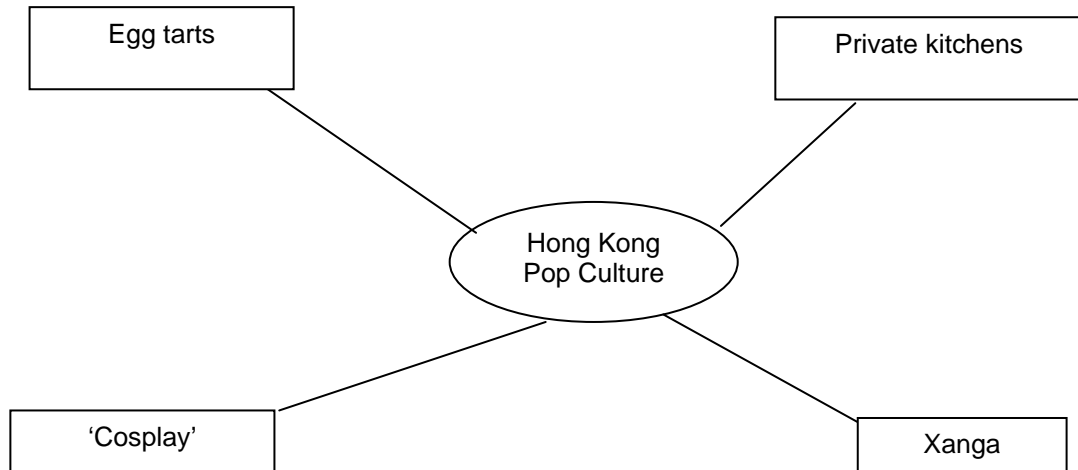 Egg tarts
Private kitchens
Hong Kong
Pop Culture
‘Cosplay’
Xanga